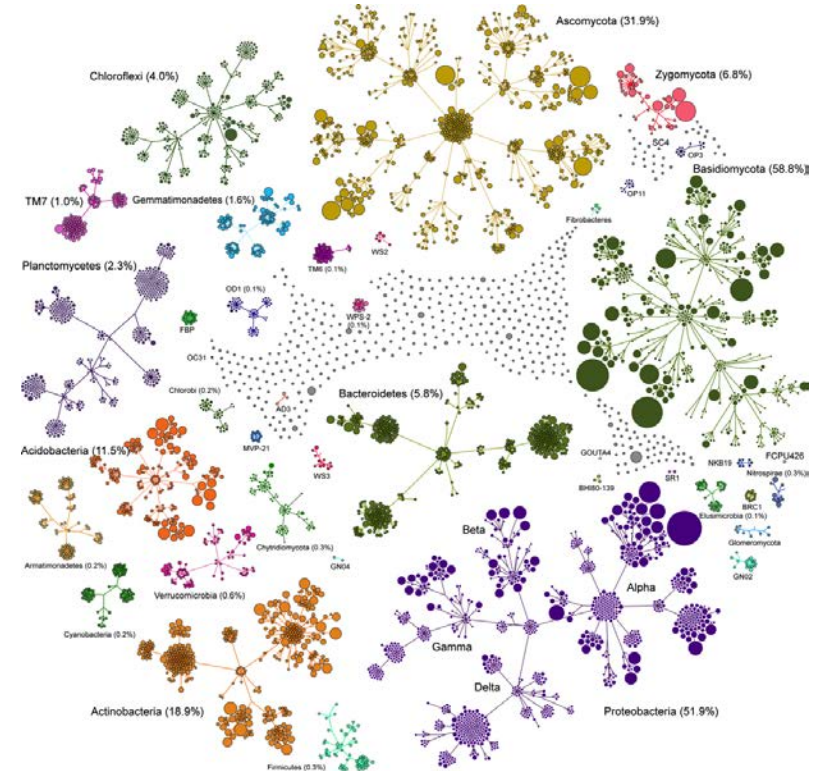 Ascomycota (31.9%)
Chloroflexi (4.0%)
Zygomycota (6.8%)
SC4
OP3
Basidiomycota (58.8%)
OP11
TM7 (1.0%)
Gemmatimonadetes (1.6%)
Fibrobacteres
WS2
TM6 (0.1%)
Planctomycetes (2.3%)
OD1 (0.1%)
WPS-2
(0.1%)
FBP
OC31
Chlorobi (0.2%)
AD3
Bacteroidetes (5.8%)
MVP-21
Acidobacteria (11.5%)
WS3
GOUTA4
NKB19
FCPU426
BHI80-139
SR1
Nitrospirae (0.3%)
BRC1
Elusimicrobia (0.1%)
Glomeromycota
GN02
Armatimonadetes (0.2%)
Chytridiomycota (0.3%)
GN04
Verrucomicrobia (0.6%)
Cyanobacteria (0.2%)
Beta
Alpha
Gamma
Delta
Actinobacteria (18.9%)
Proteobacteria (51.9%)